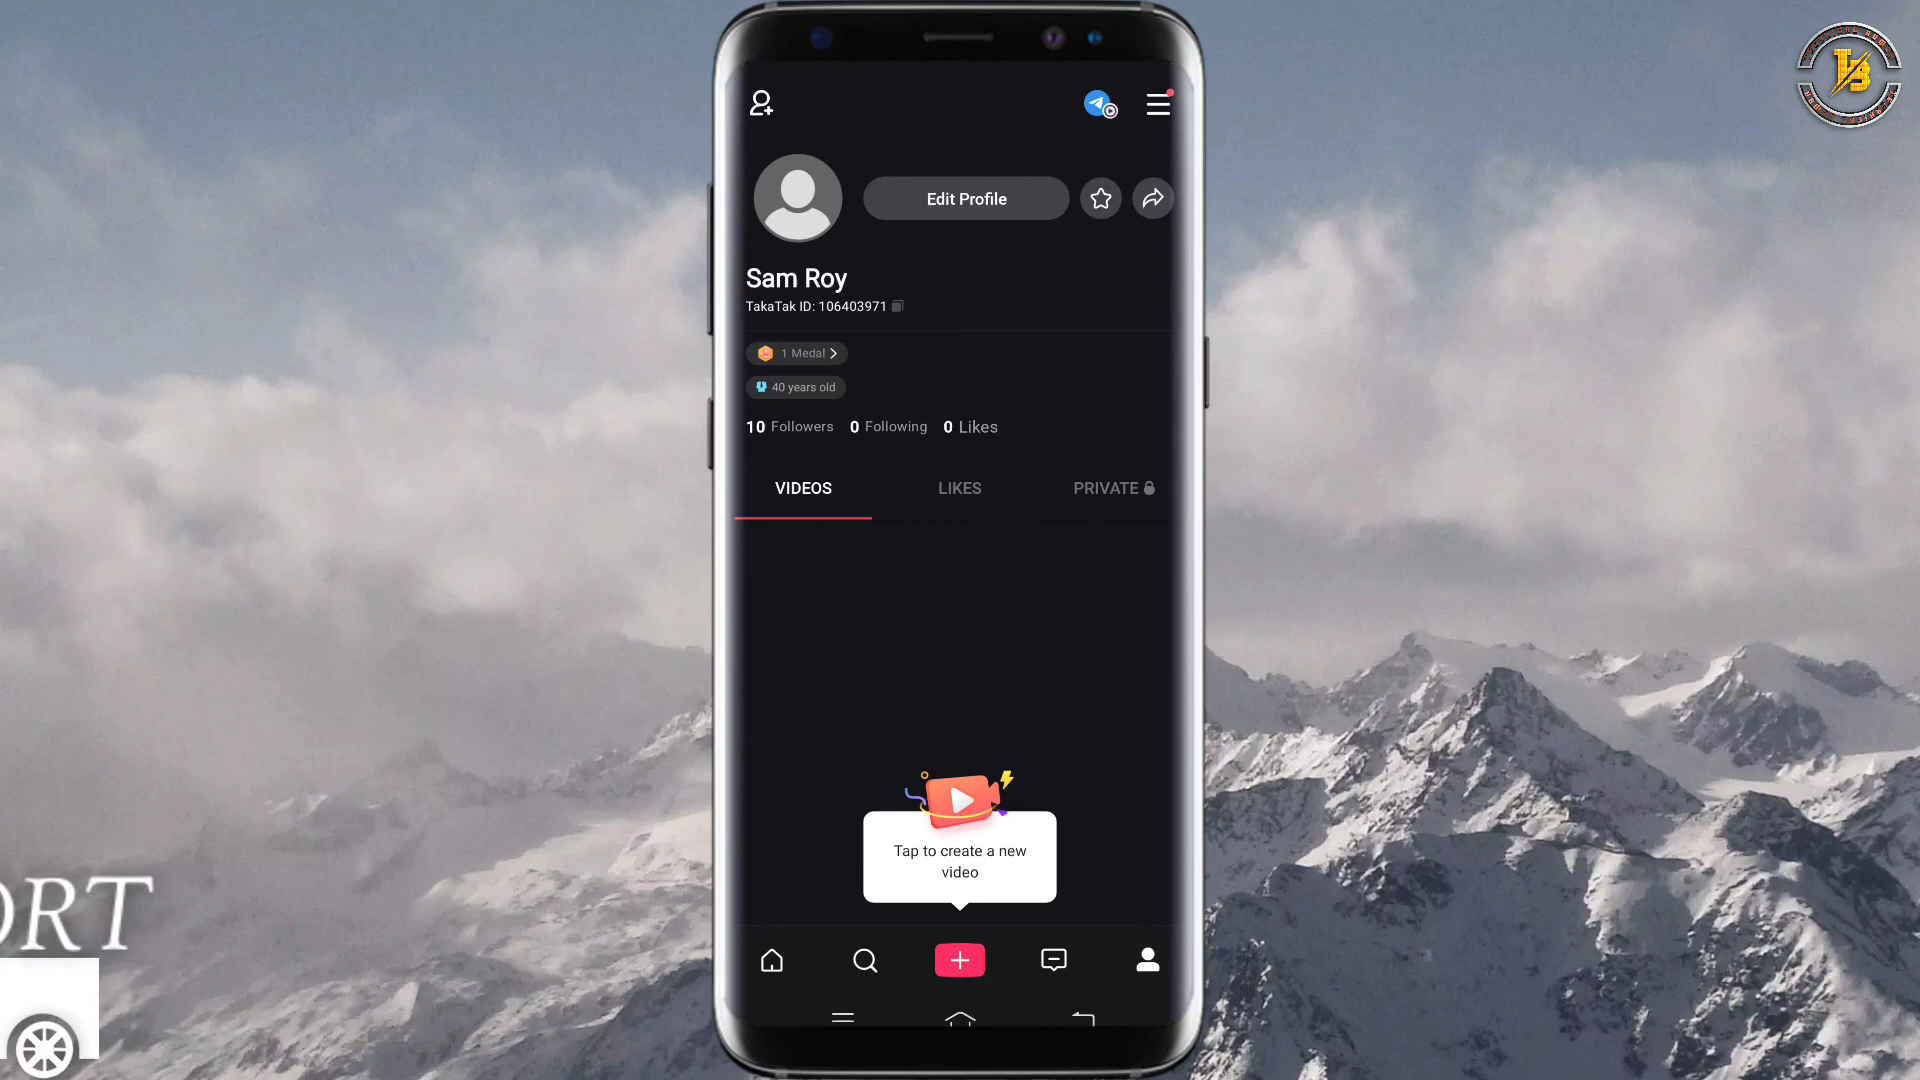 Edit Profile
Sam Roy
TakaTak ID: 106403971
1 Medal
40 years old
10 Followers 0 Following 0 Likes
VIDEOS LIKES PRIVATE
Tap to create a new
video
ORT